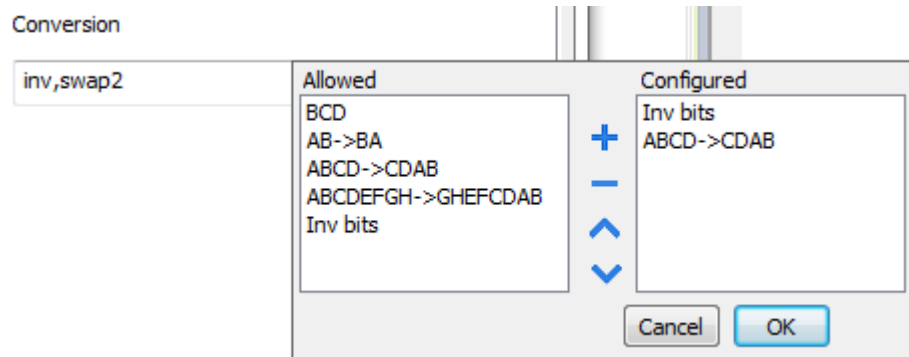 Conversion
inv,swap2
Allowed
BCD
AB->BA
ABCD->CDAB
ABCDEFGH->GHEFCDAB
Inv bits
Configured
Inv bits
ABCD->CDAB
Cancel
OK